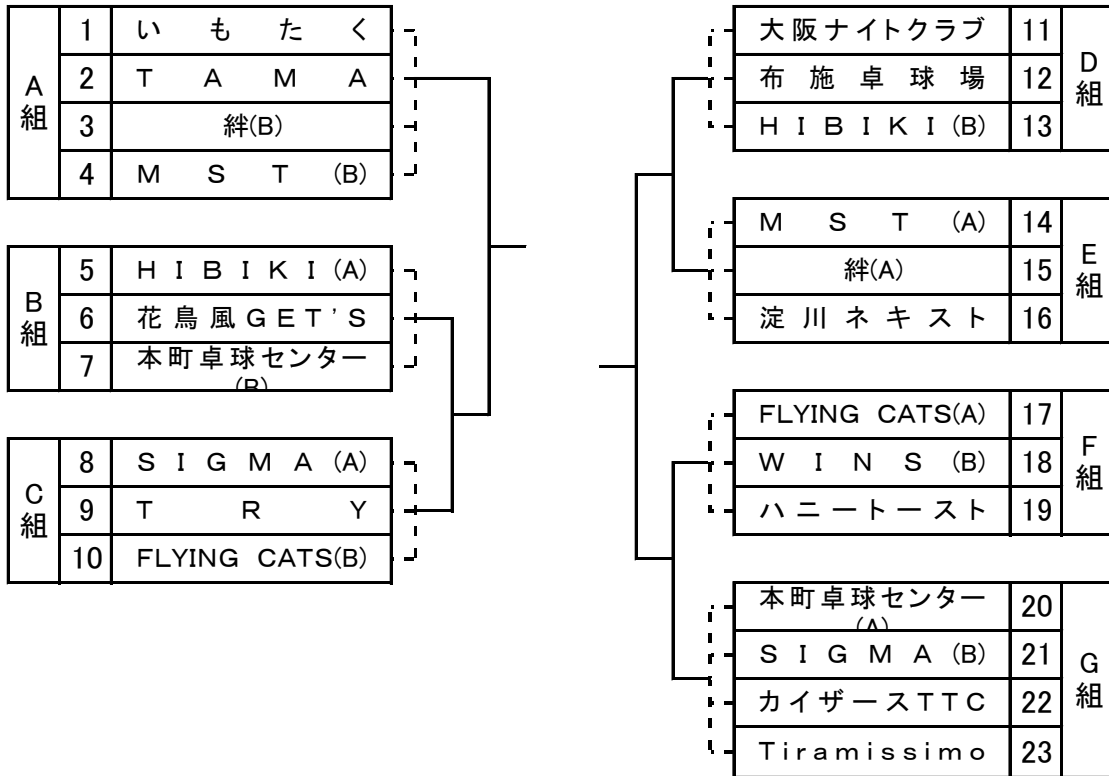 A組
1 いもたく
2 TAMA
3 絆(B)
4 MST(B)
B組
5 HIBIKI(A)
6 花鳥風GET'S
7 本町卓球センター
(B)
C組
8 SIGMA(A)
9 TRY
10 FLYING CATS(B)
大阪ナイトクラブ 11
布施卓球場 12
HIBIKI(B) 13
D組
MST(A) 14
絆(A) 15
淀川ネキスト 16
E組
FLYING CATS(A) 17
WINS(B) 18
ハニートースト 19
F組
本町卓球センター
(A) 20
SIGMA(B) 21
カイザースTTC 22
Tiramissimo 23
G組